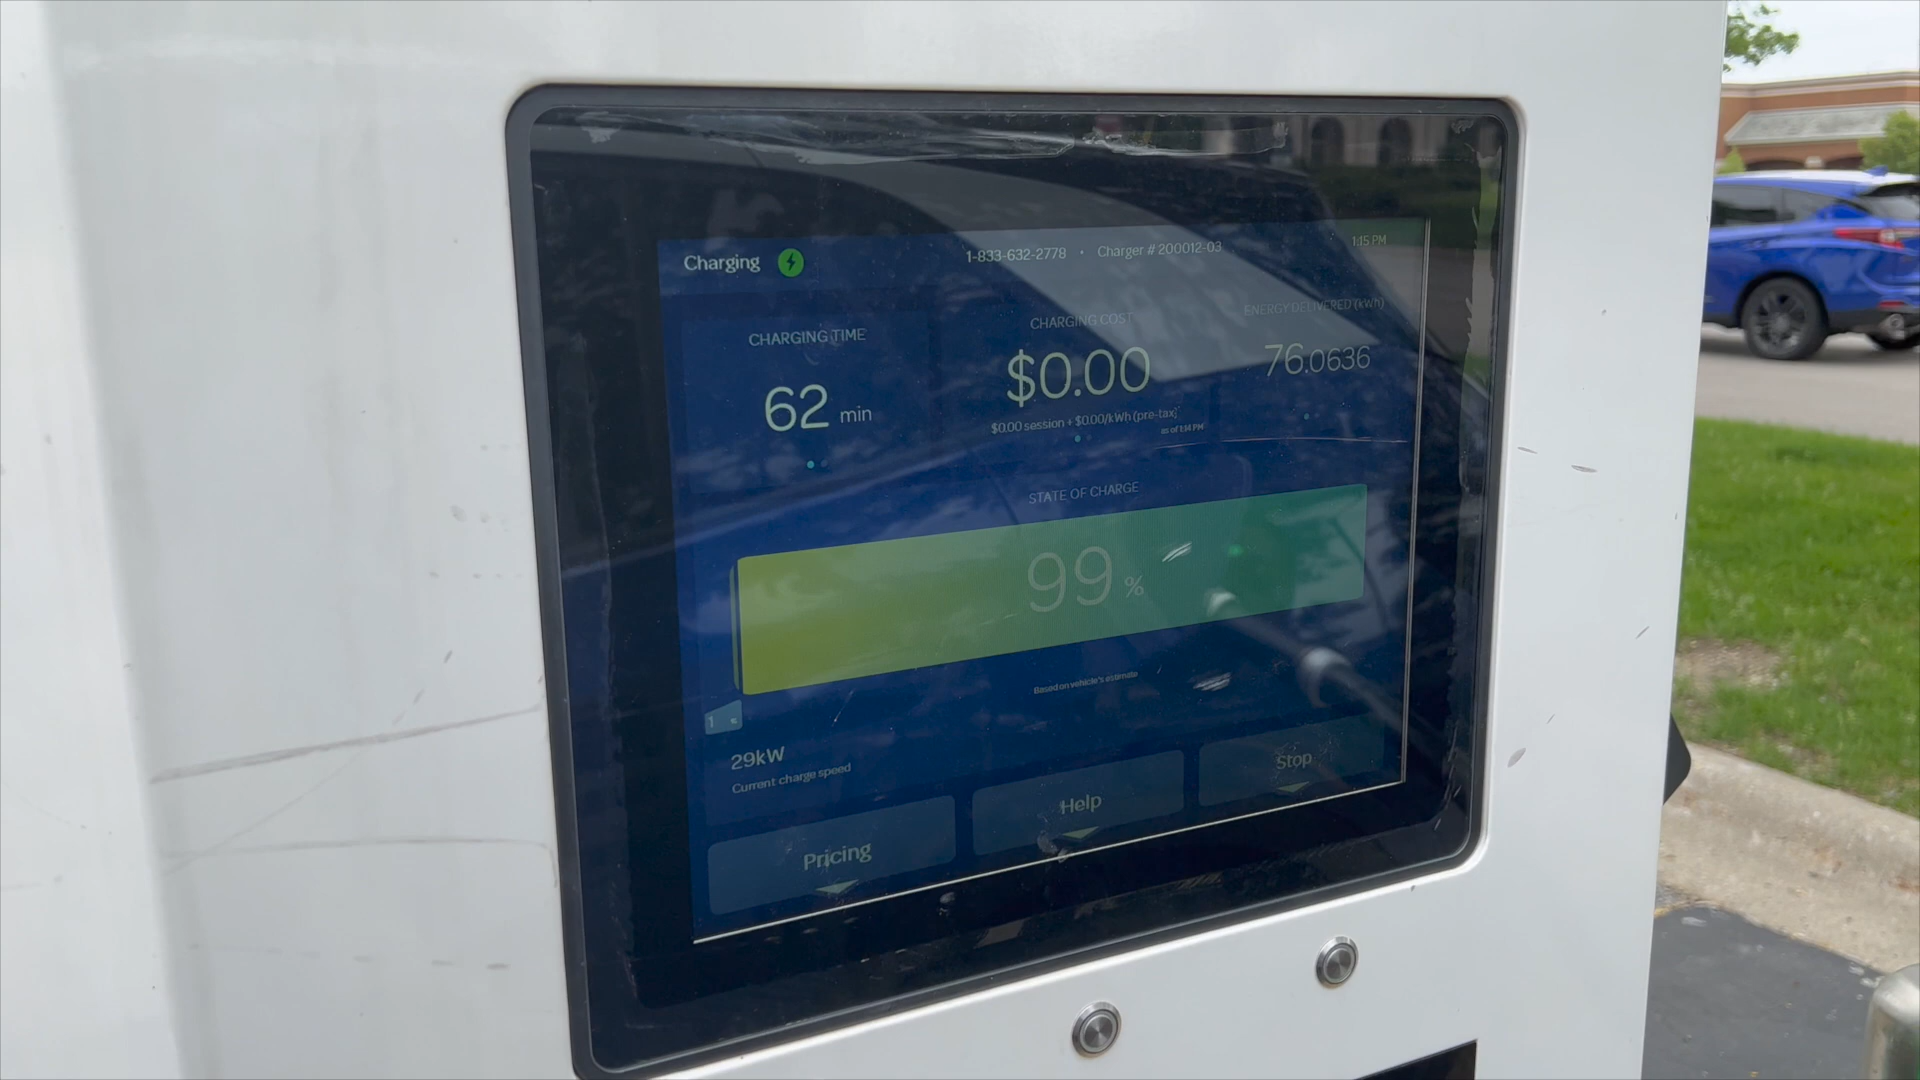 Charging
1-833-632-2778 • Charger # 200012-03
1:15 PM
CHARGING TIME
62 min
CHARGING COST
$0.00
$0.00 session + $0.00/kWh (pre-tax)
as of 1:14 PM
ENERGY DELIVERED (kWh)
76.0636
STATE OF CHARGE
99 %
Based on vehicle's estimate
1
29kW
Current charge speed
Pricing
Help
Stop